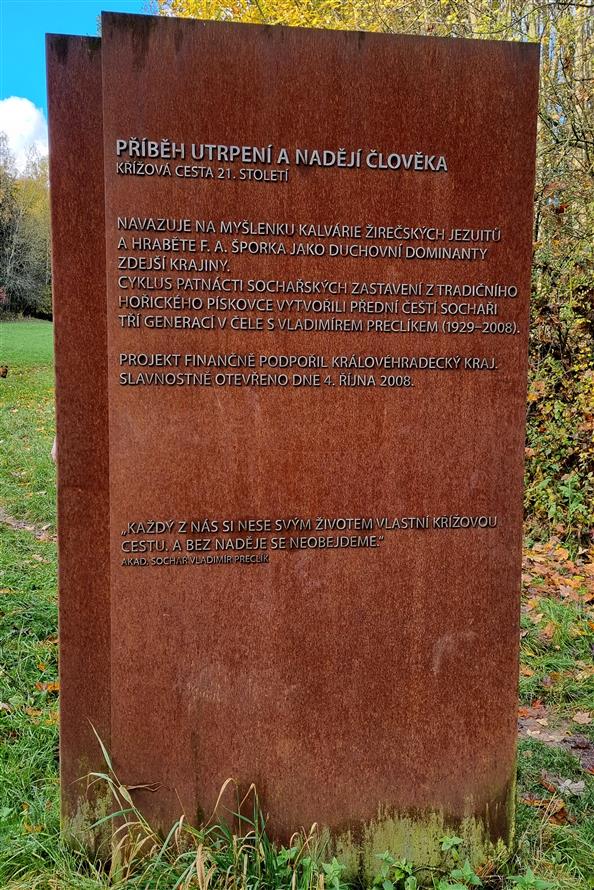 PŘÍBĚH UTRPENÍ A NADĚJÍ ČLOVĚKA
KŘÍŽOVÁ CESTA 21. STOLETÍ
NAVAZUJE NA MYŠLENKU KALVÁRIE ŽIREČSKÝCH JEZUITŮ
A HRABĚTE F. A. ŠPORKA JAKO DUCHOVNÍ DOMINANTY
ZDEJŠÍ KRAJINY.
CYKLUS PATNÁCTI SOCHAŘSKÝCH ZASTAVENÍ Z TRADIČNÍHO
HOŘICKÉHO PÍSKOVCE VYTVOŘILI PŘEDNÍ ČEŠTÍ SOCHAŘI
TŘÍ GENERACÍ V ČELE S VLADIMÍREM PRECLÍKEM (1929–2008).
PROJEKT FINANČNĚ PODPOŘIL KRÁLOVÉHRADECKÝ KRAJ.
SLAVNOSTNĚ OTEVŘENO DNE 4. ŘÍJNA 2008.
„KAŽDÝ Z NÁS SI NESE SVÝM ŽIVOTEM VLASTNÍ KŘÍŽOVOU
CESTU. A BEZ NADĚJE SE NEOBEJDEME.“
AKAD. SOCHAŘ VLADIMÍR PRECLÍK